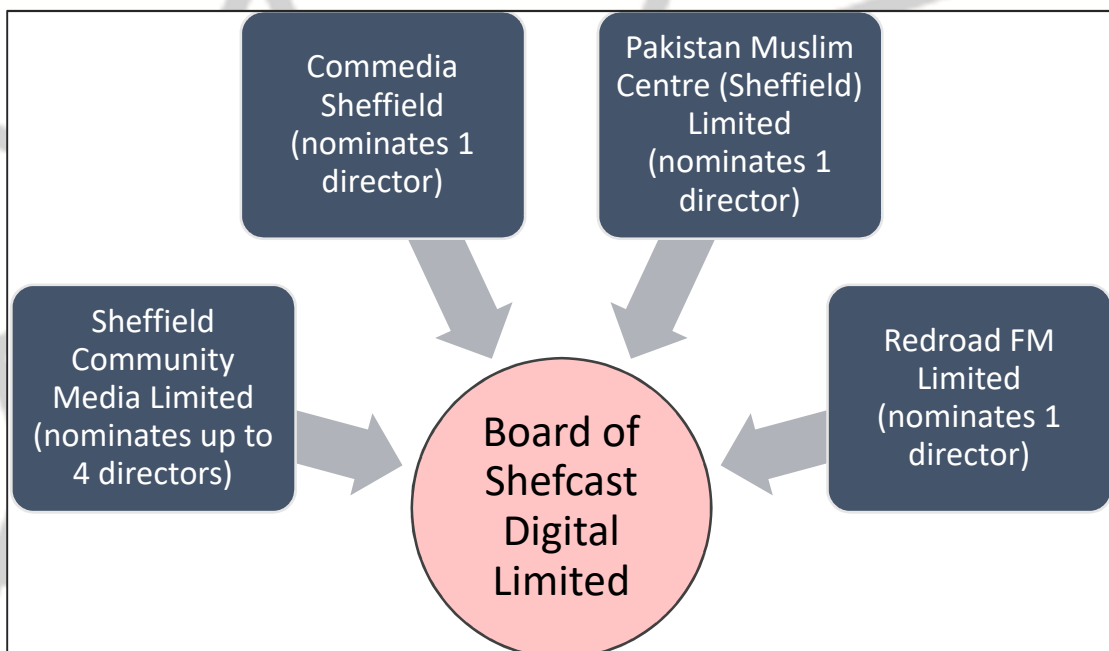 Commedia
Sheffield
(nominates 1
director)
Pakistan Muslim
Centre (Sheffield)
Limited
(nominates 1
director)
Sheffield
Community
Media Limited
(nominates up to
4 directors)
Redroad FM
Limited
(nominates 1
director)
Board of
Shefcast
Digital
Limited